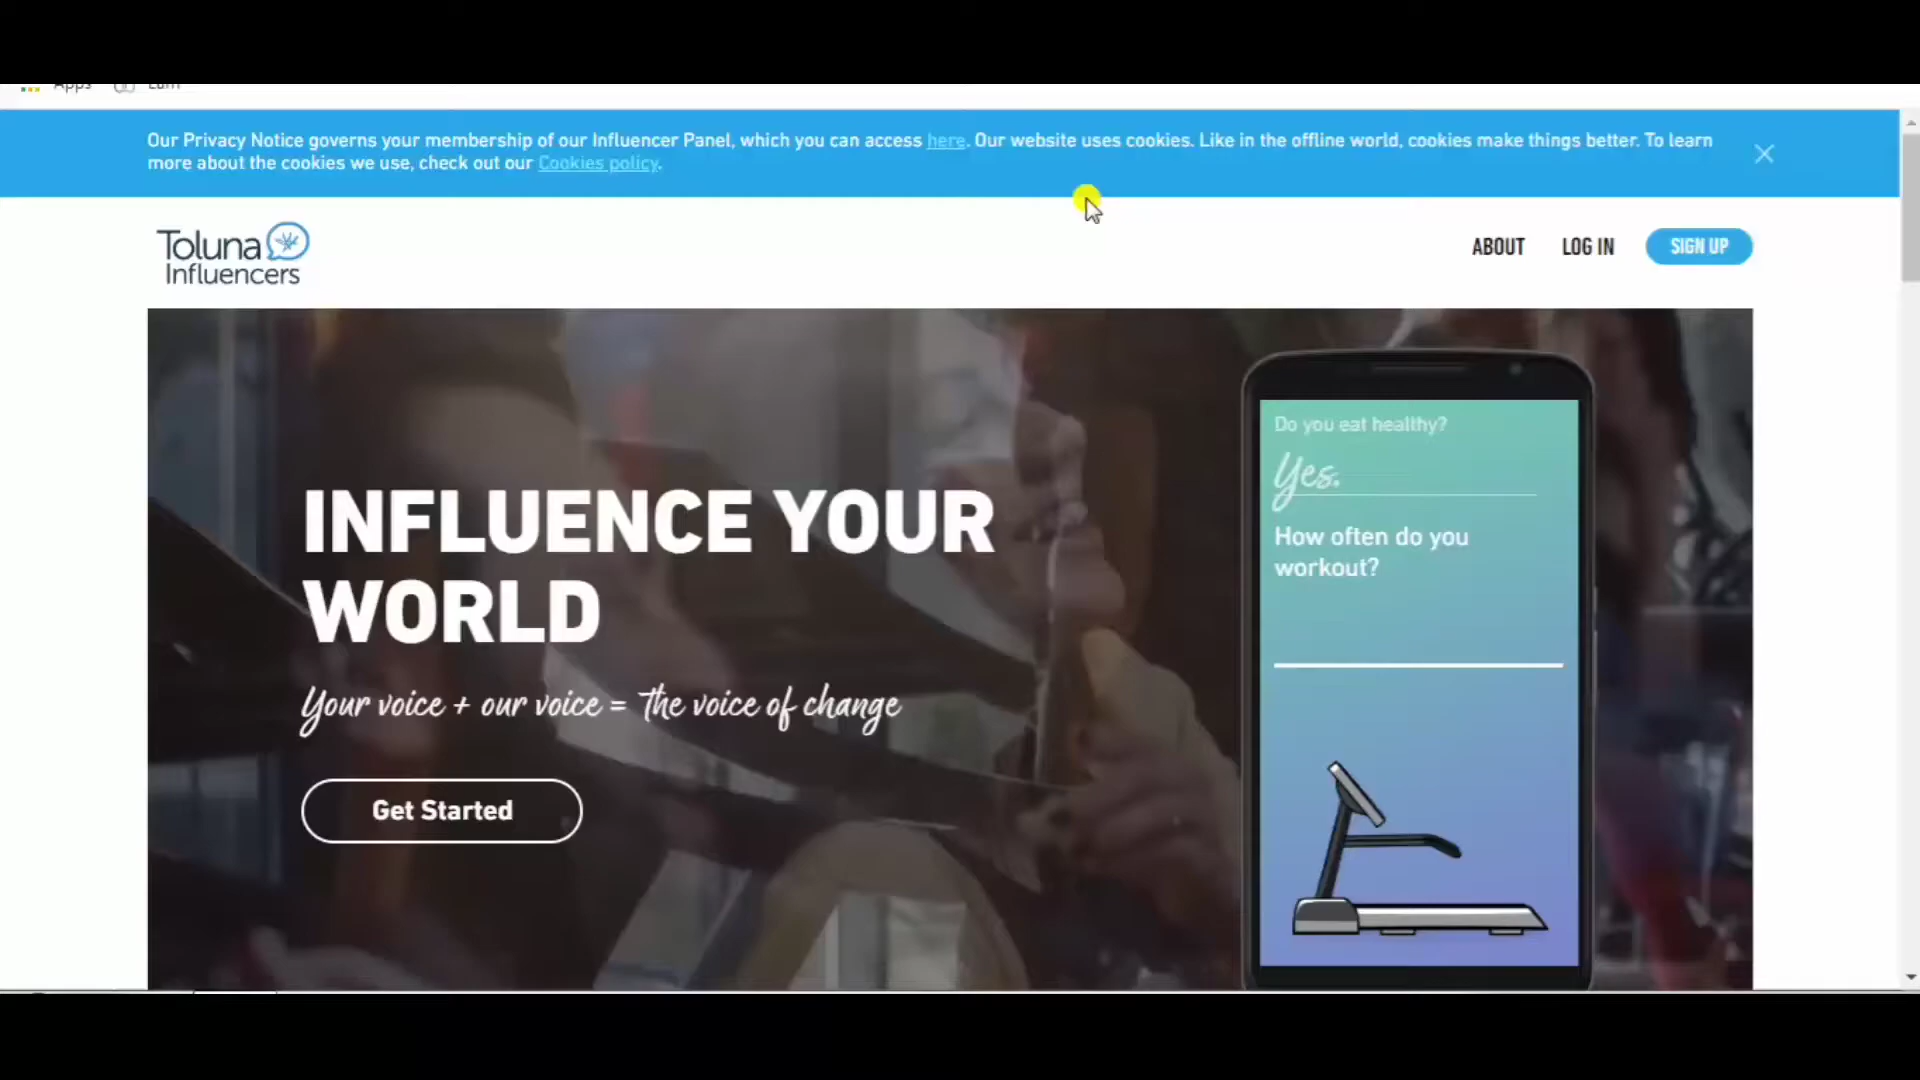 Apps Earn
Our Privacy Notice governs your membership of our Influencer Panel, which you can access here. Our website uses cookies. Like in the offline world, cookies make things better. To learn
more about the cookies we use, check out our Cookies policy.
Toluna
Influencers
ABOUT LOG IN SIGN UP
INFLUENCE YOUR
WORLD
Your voice + our voice = the voice of change
Get Started
Do you eat healthy?
Yes.
How often do you
workout?